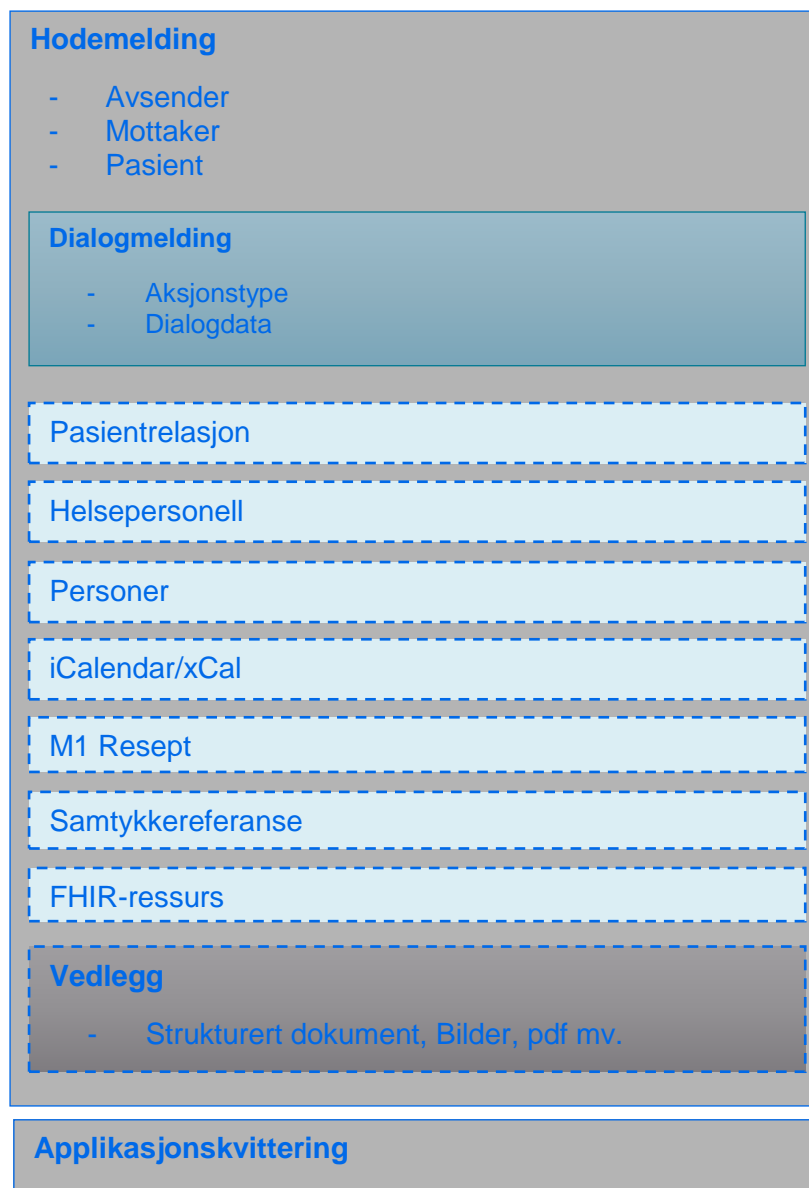 Hodemelding
- Avsender
- Mottaker
- Pasient
Dialogmelding
- Aksjonstype
- Dialogdata
Pasientrelasjon
Helsepersonell
Personer
iCalendar/xCal
M1 Resept
Samtykkereferanse
FHIR-ressurs
Vedlegg
- Strukturert dokument, Bilder, pdf mv.
Applikasjonskvittering